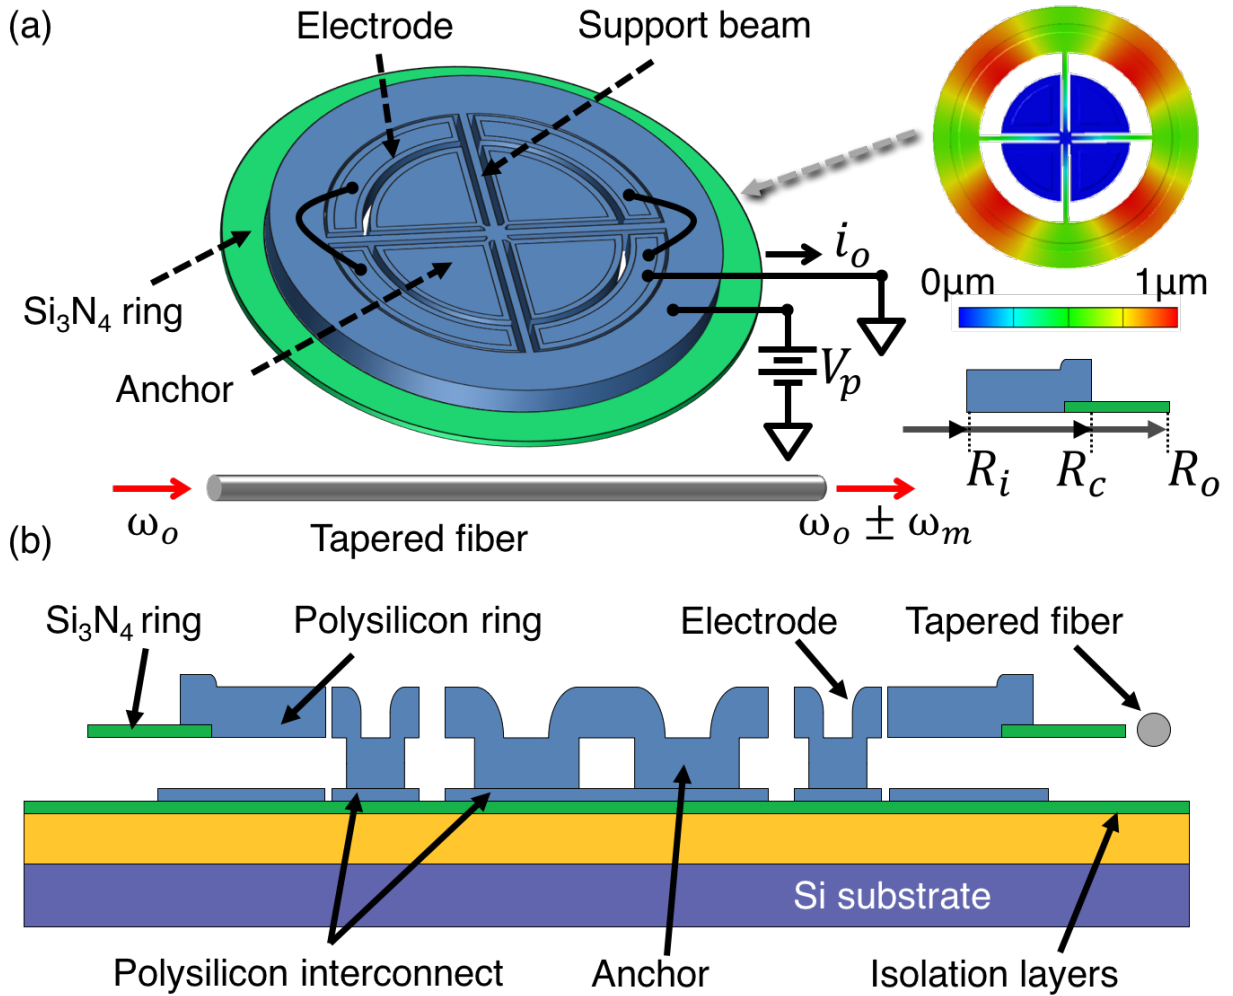 (a)
Electrode
Support beam
Si₃N₄ ring
Anchor
iₒ
Vₚ
0μm
1μm
Rᵢ
R꜀
Rₒ
ωₒ
Tapered fiber
ωₒ ± ωₘ
(b)
Si₃N₄ ring
Polysilicon ring
Electrode
Tapered fiber
Si substrate
Polysilicon interconnect
Anchor
Isolation layers